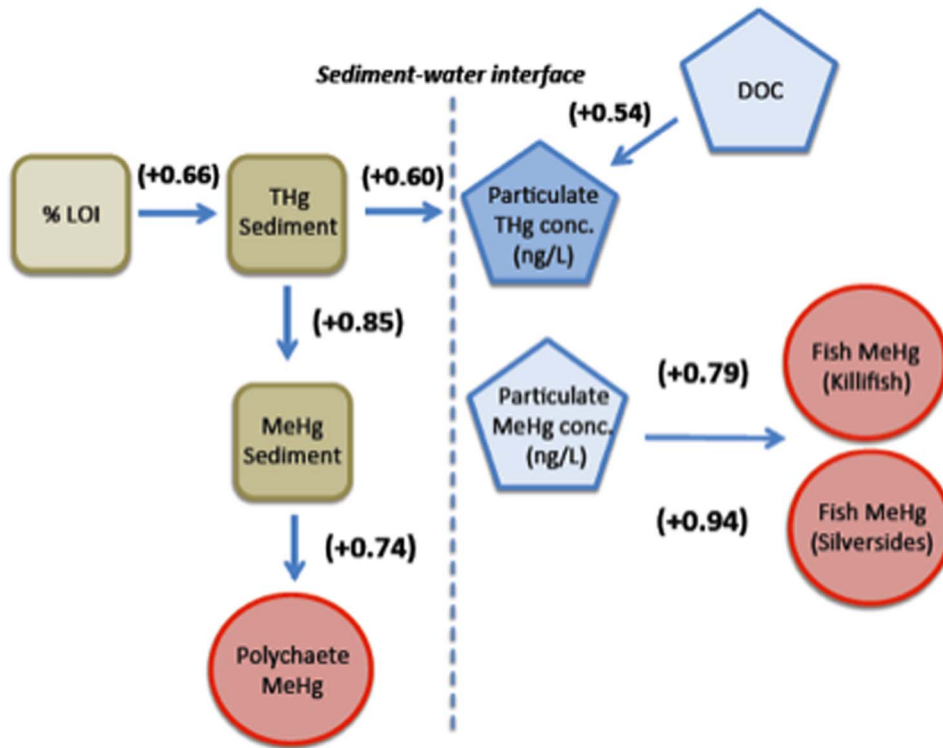 Sediment-water interface
DOC
(+0.54)
% LOI
(+0.66)
THg
Sediment
(+0.60)
Particulate
THg conc.
(ng/L)
(+0.85)
MeHg
Sediment
Particulate
MeHg conc.
(ng/L)
(+0.79)
Fish MeHg
(Killifish)
(+0.94)
Fish MeHg
(Silversides)
(+0.74)
Polychaete
MeHg